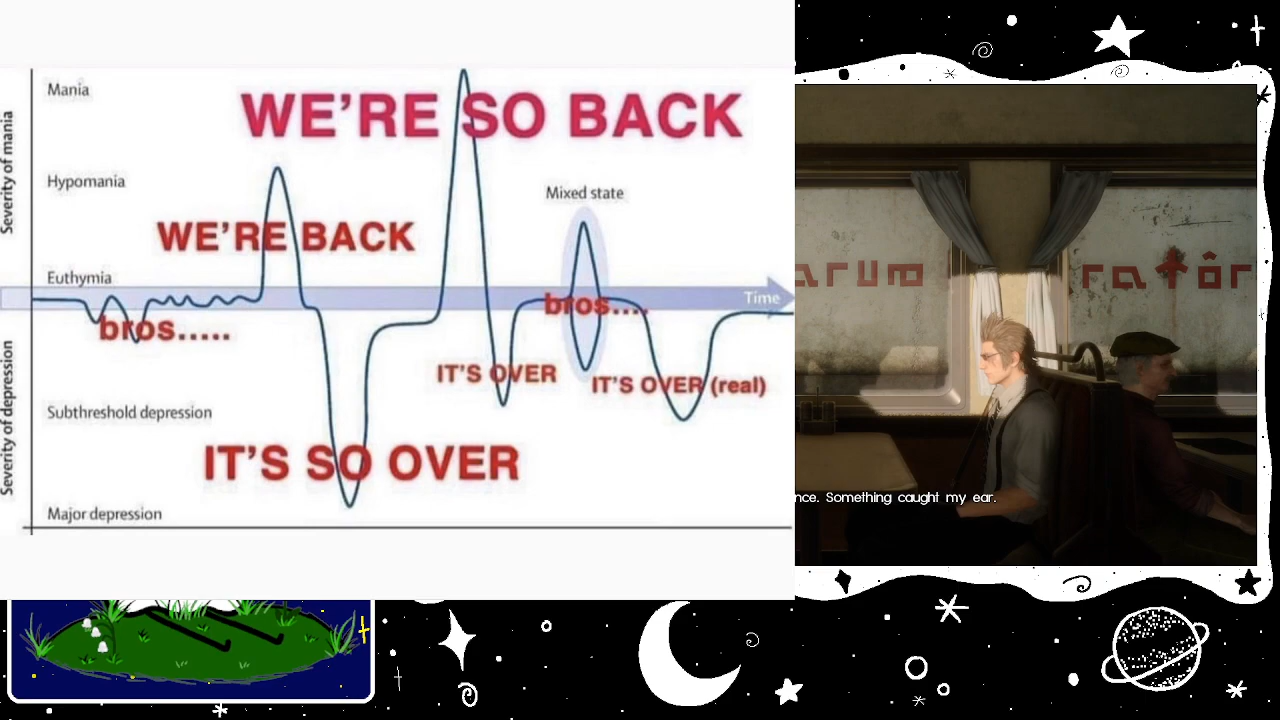 Mania
WE'RE SO BACK
Severity of mania
Hypomania
Mixed state
WE'RE BACK
Euthymia
Time
bros....
bros.....
IT'S OVER
IT'S OVER (real)
Severity of depression
Subthreshold depression
IT'S SO OVER
Major depression
arum
ratôr
nce. Something caught my ear.